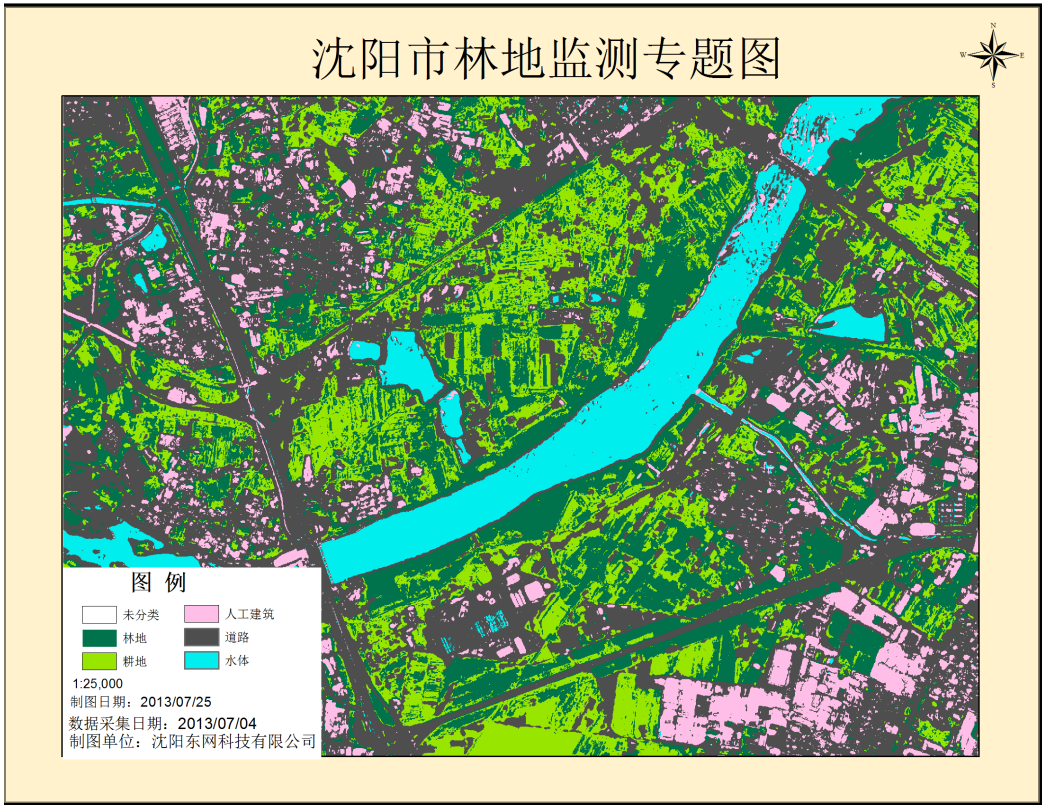 沈阳市林地监测专题图
N
W E
S
图 例
未分类 人工建筑
林地 道路
耕地 水体
1:25,000
制图日期：2013/07/25
数据采集日期：2013/07/04
制图单位：沈阳东网科技有限公司